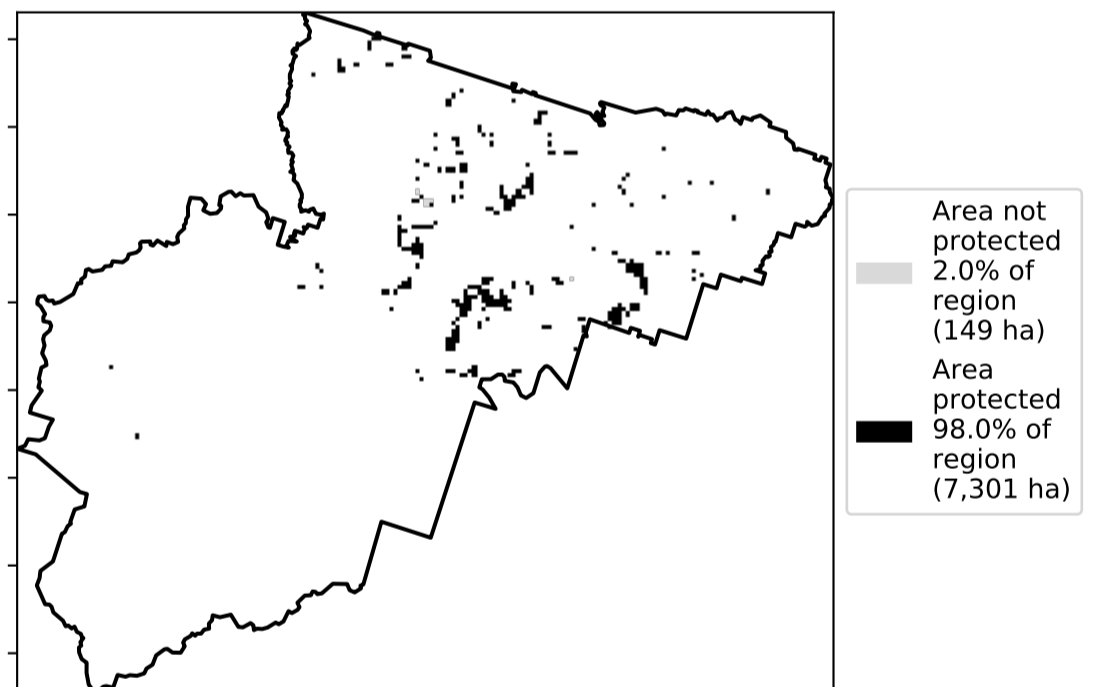 Area not
protected
2.0% of
region
(149 ha)
Area
protected
98.0% of
region
(7,301 ha)